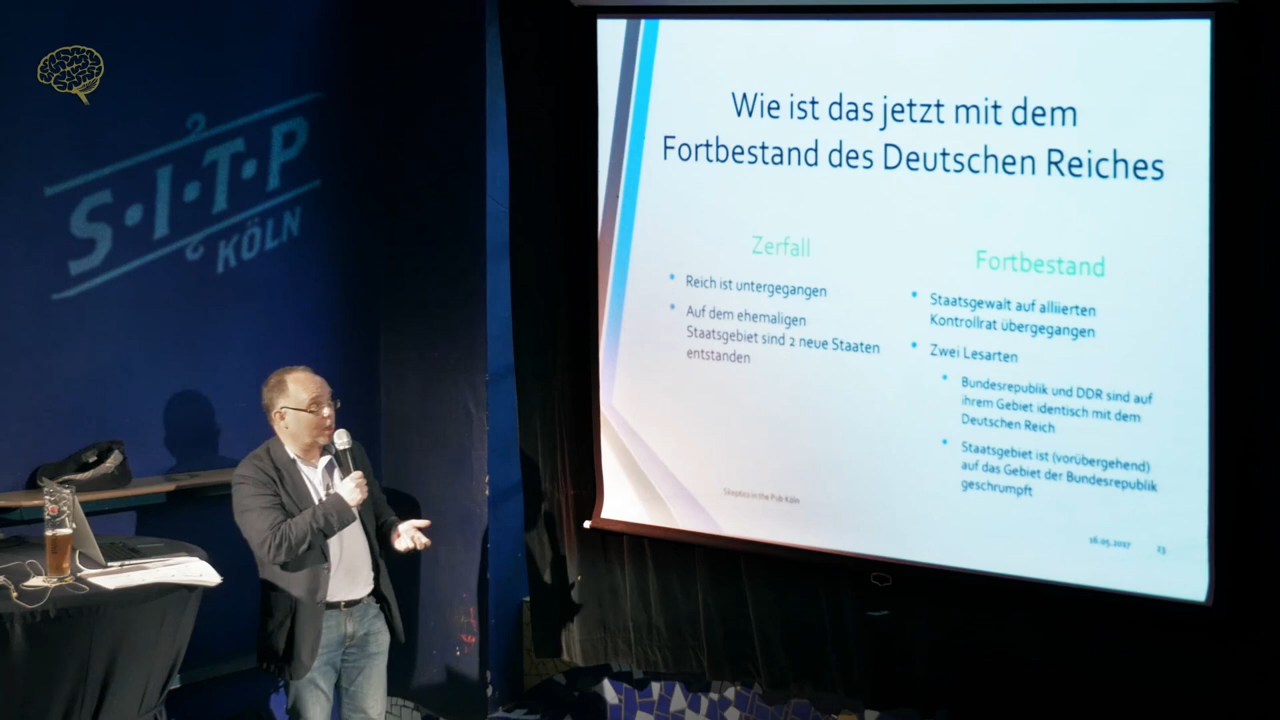 S·I·T·P
KÖLN
Wie ist das jetzt mit dem
Fortbestand des Deutschen Reiches
Zerfall
Reich ist untergegangen
Auf dem ehemaligen
Staatsgebiet sind 2 neue Staaten
entstanden
Fortbestand
Staatsgewalt auf alliierten
Kontrollrat übergegangen
Zwei Lesarten
Bundesrepublik und DDR sind auf
ihrem Gebiet identisch mit dem
Deutschen Reich
Staatsgebiet ist (vorübergehend)
auf das Gebiet der Bundesrepublik
geschrumpft
Skeptics in the Pub Köln
16.05.2017
23